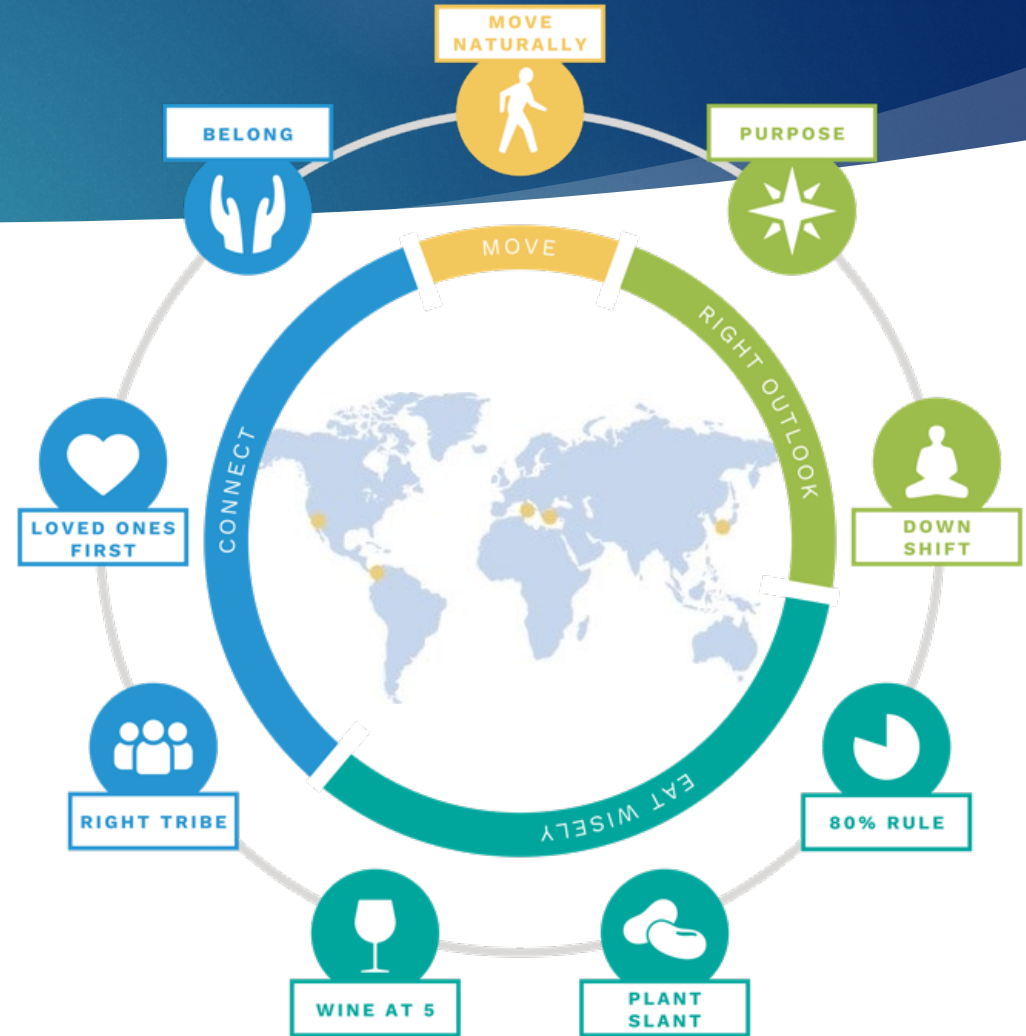 MOVE
NATURALLY
BELONG
PURPOSE
MOVE
RIGHT OUTLOOK
CONNECT
LOVED ONES
FIRST
DOWN
SHIFT
RIGHT TRIBE
80% RULE
EAT WISELY
WINE AT 5
PLANT
SLANT